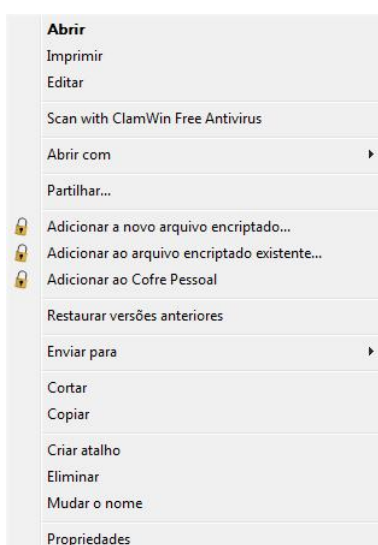 Abrir
Imprimir
Editar
Scan with ClamWin Free Antivirus
Abrir com
Partilhar...
Adicionar a novo arquivo encriptado...
Adicionar ao arquivo encriptado existente...
Adicionar ao Cofre Pessoal
Restaurar versões anteriores
Enviar para
Cortar
Copiar
Criar atalho
Eliminar
Mudar o nome
Propriedades